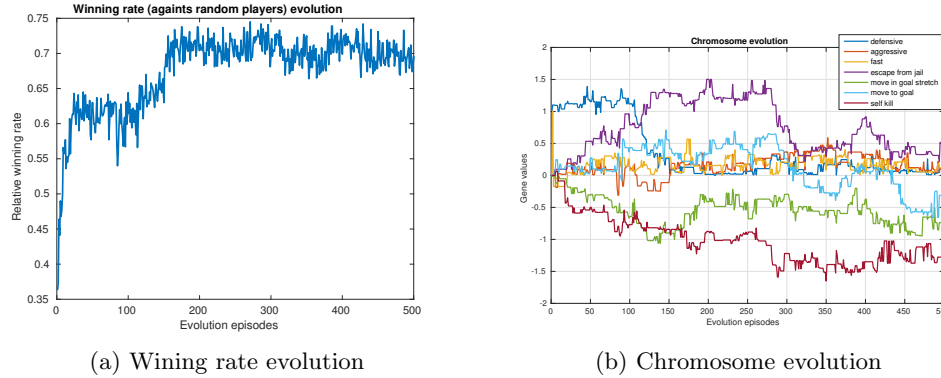 Winning rate (againts random players) evolution
0.75
0.7
0.65
0.6
0.55
0.5
0.45
0.4
0.35
Relative winning rate
0 100 200 300 400 500
Evolution episodes
(a) Wining rate evolution
Chromosome evolution
defensive
aggressive
fast
escape from jail
move in goal stretch
move to goal
self kill
2
1.5
1
0.5
0
-0.5
-1
-1.5
-2
Gene values
0 50 100 150 200 250 300 350 400 450 500
Evolution episodes
(b) Chromosome evolution